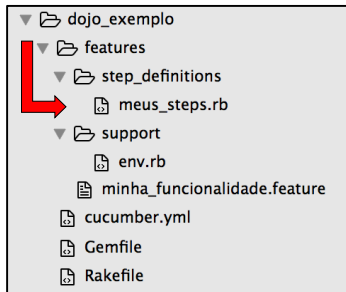 dojo_exemplo
features
step_definitions
meus_steps.rb
support
env.rb
minha_funcionalidade.feature
cucumber.yml
Gemfile
Rakefile